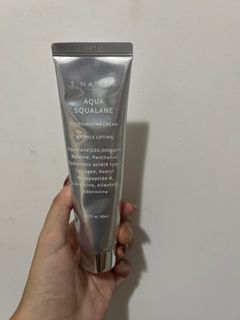 S.NATURE
AQUA
SQUALANE
MOISTURIZING CREAM
WRINKLE LIFTING
Squalane(150,000ppm)
Betaine, Panthenol,
Hyaluronic acid(8 type)
Collagen, Acetyl
Hexapeptide-8,
Allantoin,
Adenosine
/ 60ml